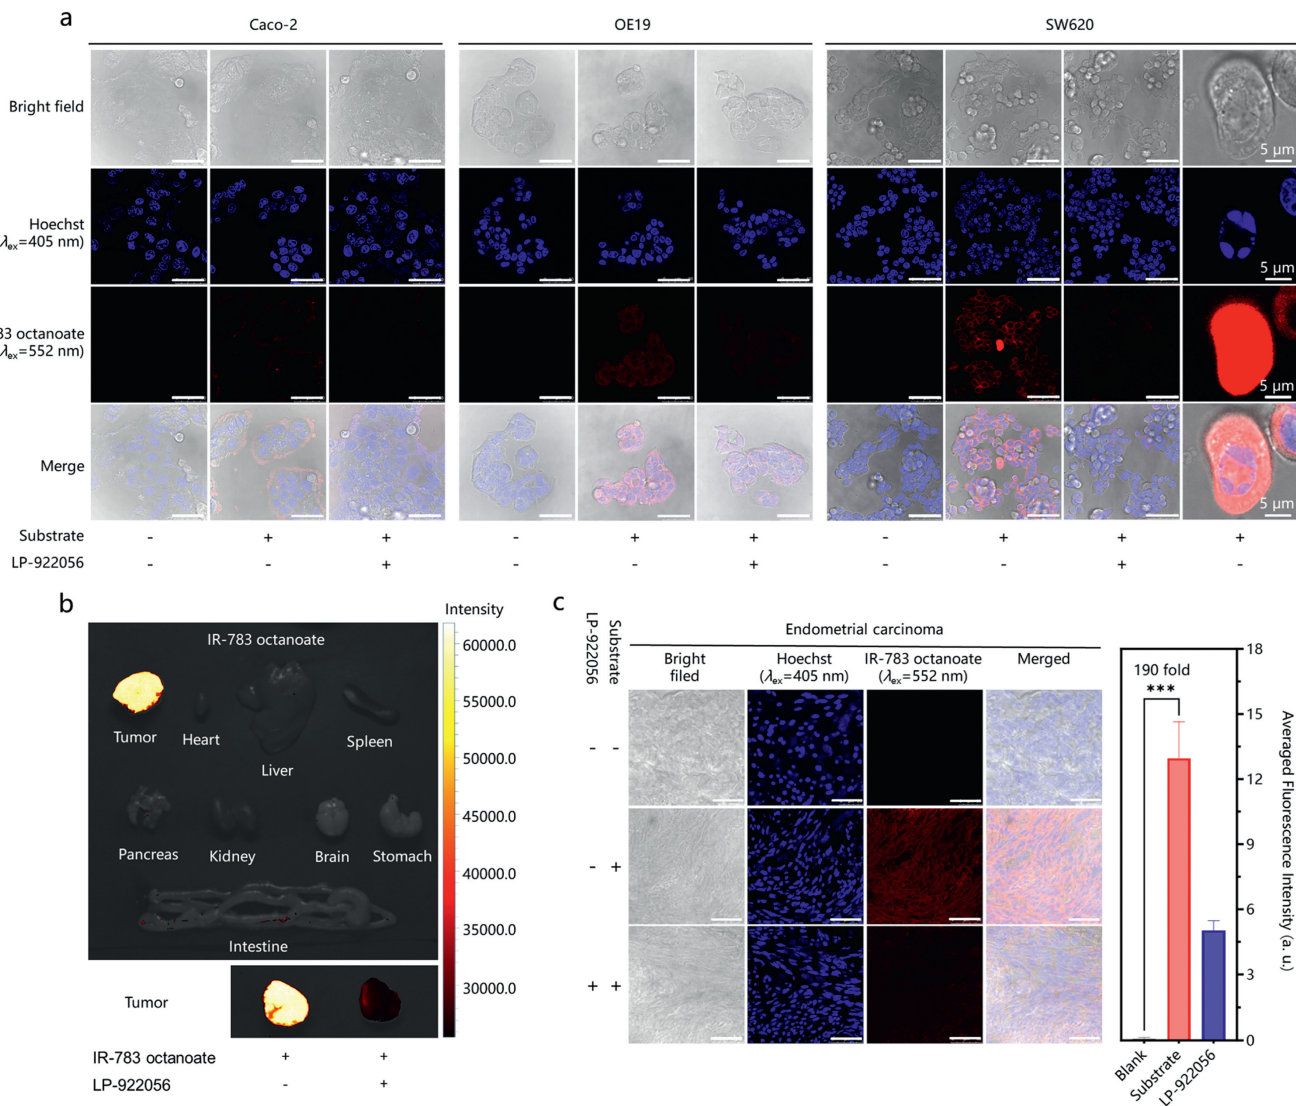 a
Caco-2
OE19
SW620
Bright field
5 μm
Hoechst
λex=405 nm)
5 μm
33 octanoate
λex=552 nm)
5 μm
Merge
5 μm
Substrate - + + - + + - + + +
LP-922056 - - + - - + - - + -
b
Intensity
IR-783 octanoate
60000.0
55000.0
50000.0
45000.0
40000.0
35000.0
30000.0
Tumor
Heart
Liver
Spleen
Pancreas
Kidney
Brain
Stomach
Intestine
Tumor
IR-783 octanoate + +
LP-922056 - +
c
LP-922056
Substrate
Endometrial carcinoma
Bright filed
Hoechst (λex=405 nm)
IR-783 octanoate (λex=552 nm)
Merged
- -
- +
+ +
190 fold
***
18
15
12
9
6
3
0
Averaged Fluorescence Intensity (a. u.)
Blank
Substrate
LP-922056